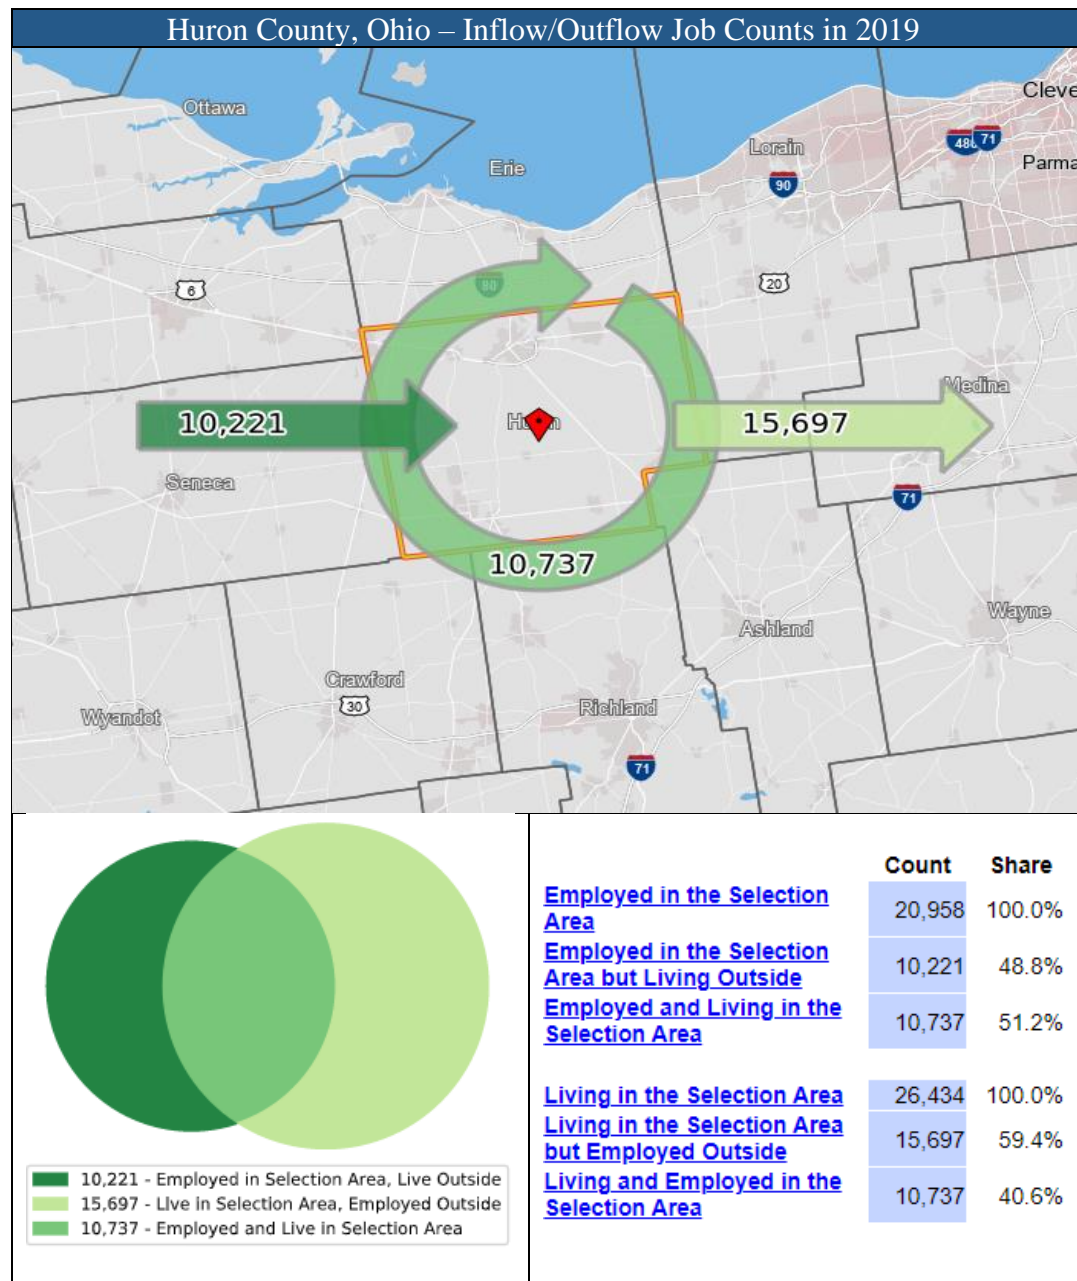 Huron County, Ohio – Inflow/Outflow Job Counts in 2019
Cleve
Ottawa
Lorain
480
71
Erie
Parma
90
80
20
6
Medina
10,221
15,697
Seneca
71
10,737
Wayne
Ashland
Crawford
30
Richland
Wyandot
71
Count Share
Employed in the Selection
Area
20,958 100.0%
Employed in the Selection
Area but Living Outside
10,221 48.8%
Employed and Living in the
Selection Area
10,737 51.2%
Living in the Selection Area 26,434 100.0%
Living in the Selection Area
but Employed Outside
15,697 59.4%
Living and Employed in the
Selection Area
10,737 40.6%
10,221 - Employed in Selection Area, Live Outside
15,697 - Live in Selection Area, Employed Outside
10,737 - Employed and Live in Selection Area